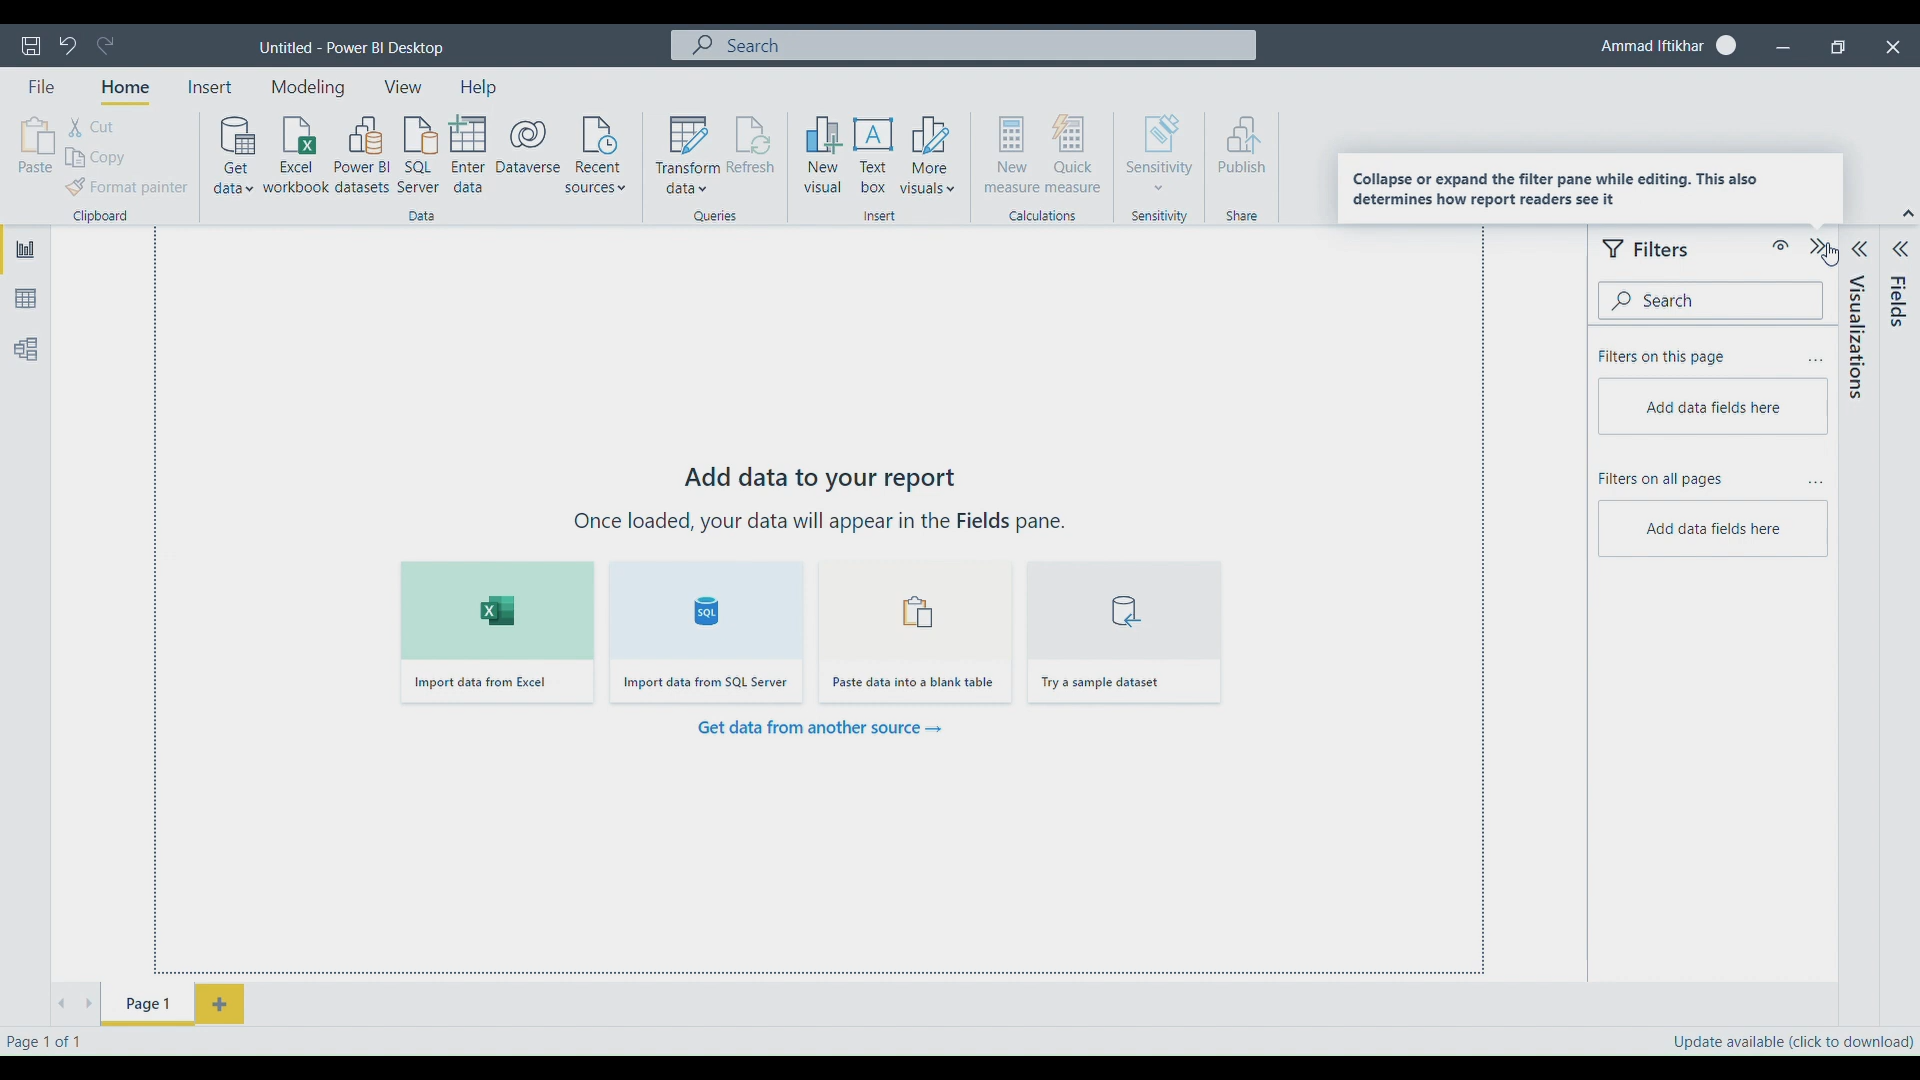 Untitled - Power BI Desktop
Search
Ammad Iftikhar
File Home Insert Modeling View Help
Paste
Cut
Copy
Format painter
Clipboard
Get data
Excel workbook
Power BI datasets
SQL Server
Enter data
Dataverse
Recent sources
Data
Transform data
Refresh
Queries
New visual
A
Text box
More visuals
Insert
New measure
Quick measure
Calculations
Sensitivity
Sensitivity
Publish
Share
Collapse or expand the filter pane while editing. This also
determines how report readers see it
Filters
Search
Filters on this page ...
Add data fields here
Filters on all pages ...
Add data fields here
Visualizations
Fields
Add data to your report
Once loaded, your data will appear in the Fields pane.
X
SQL
Import data from Excel
Import data from SQL Server
Paste data into a blank table
Try a sample dataset
Get data from another source →
Page 1
+
Page 1 of 1
Update available (click to download)